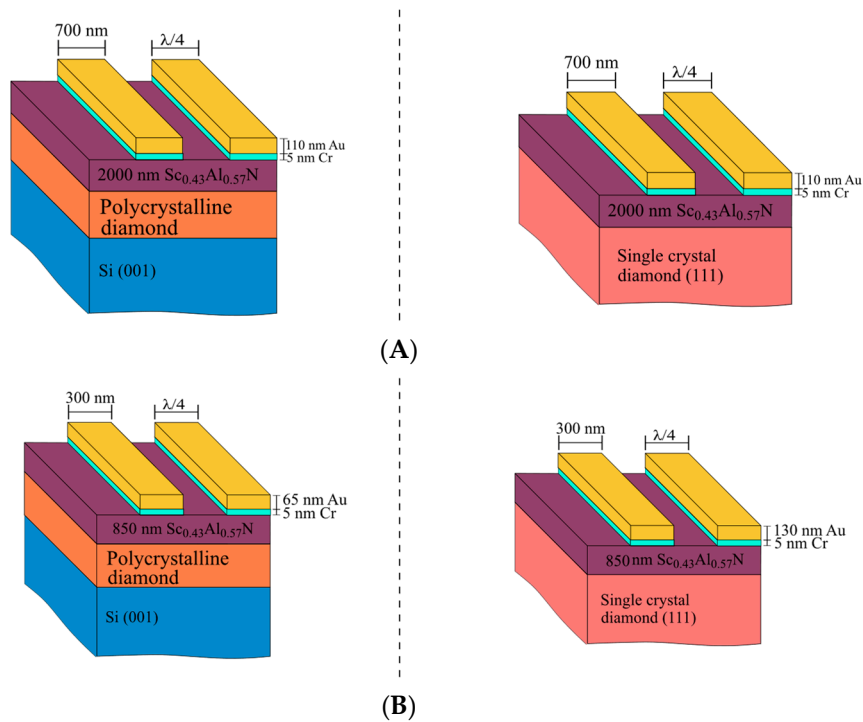 700 nm
λ/4
110 nm Au
5 nm Cr
2000 nm Sc₀.₄₃Al₀.₅₇N
Polycrystalline
diamond
Si (001)
700 nm
λ/4
110 nm Au
5 nm Cr
2000 nm Sc₀.₄₃Al₀.₅₇N
Single crystal
diamond (111)
(A)
300 nm
λ/4
65 nm Au
5 nm Cr
850 nm Sc₀.₄₃Al₀.₅₇N
Polycrystalline
diamond
Si (001)
300 nm
λ/4
130 nm Au
5 nm Cr
850 nm Sc₀.₄₃Al₀.₅₇N
Single crystal
diamond (111)
(B)